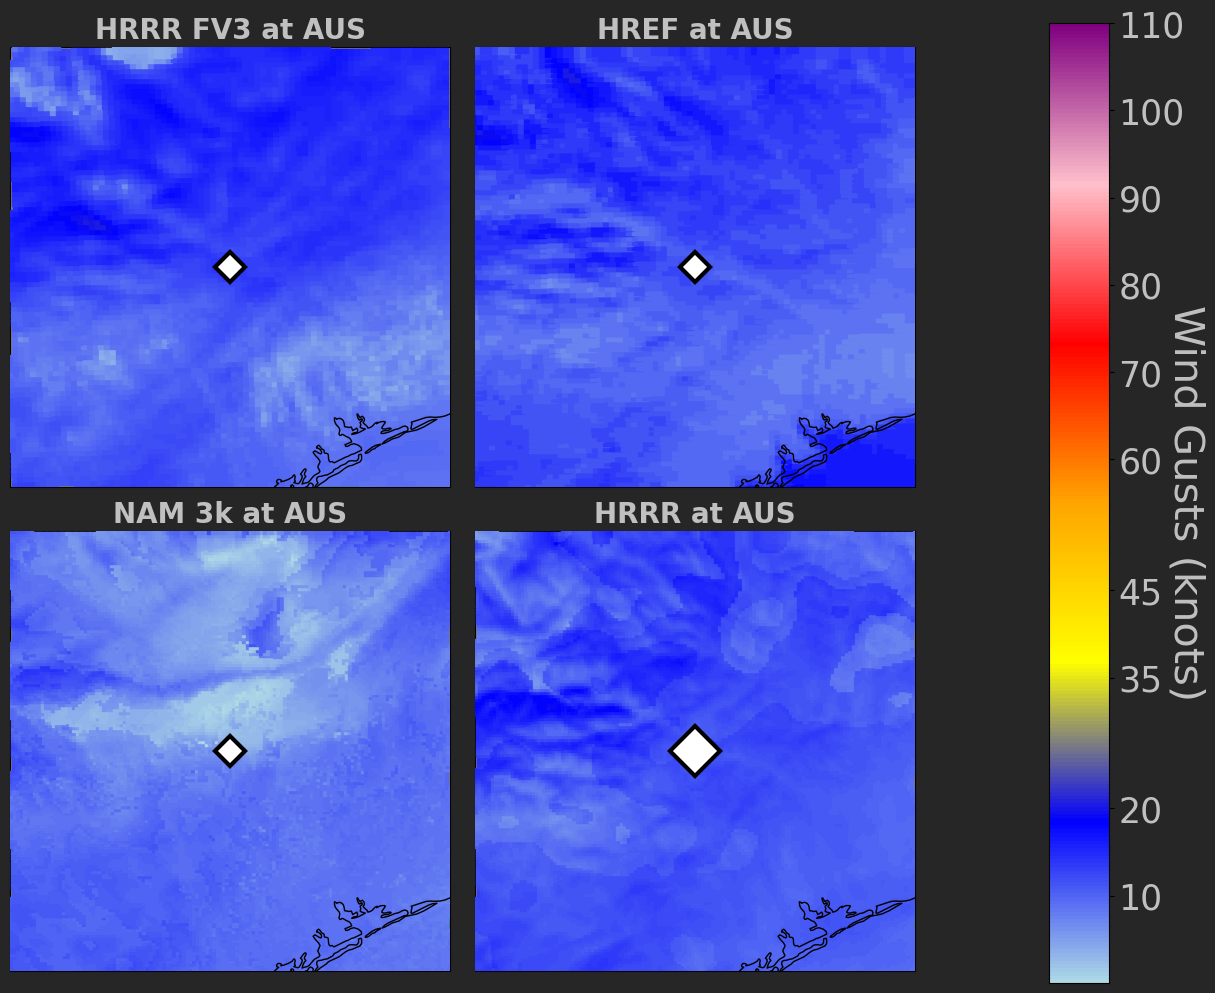 HRRR FV3 at AUS
HREF at AUS
NAM 3k at AUS
HRRR at AUS
110
100
90
80
70
60
45
35
20
10
Wind Gusts (knots)